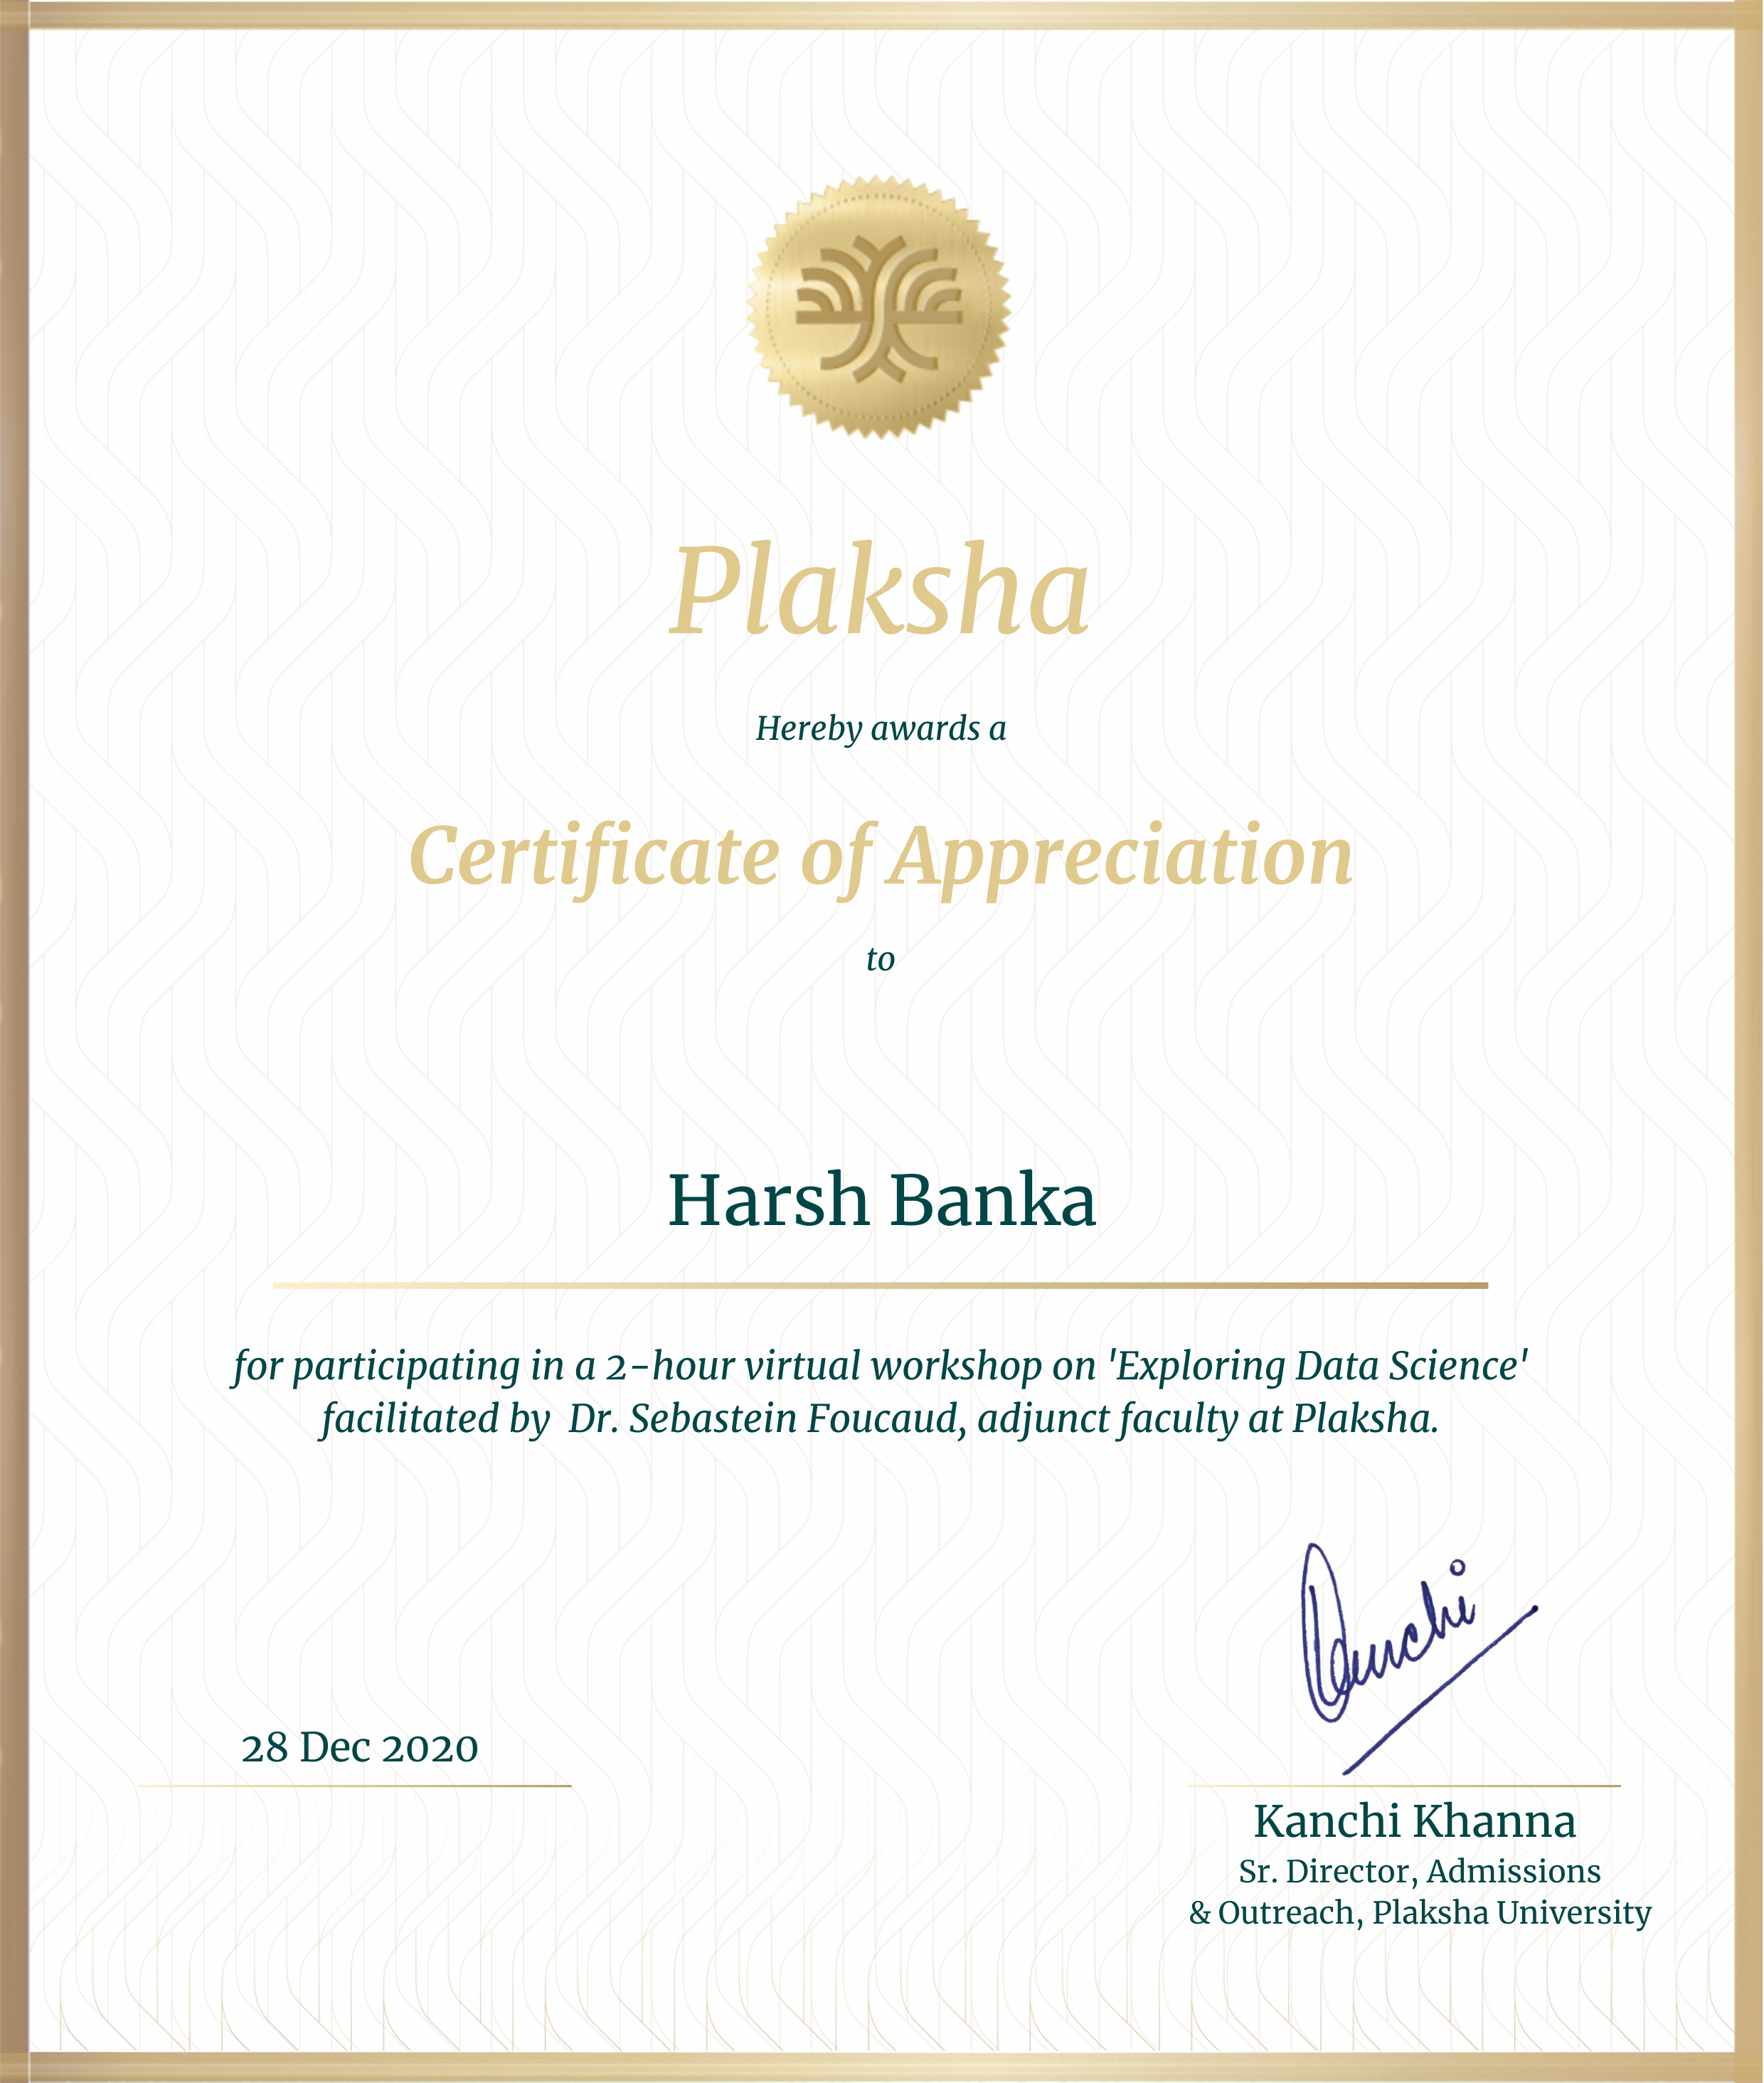 Plaksha
Hereby awards a
Certificate of Appreciation
to
Harsh Banka
for participating in a 2-hour virtual workshop on 'Exploring Data Science'
facilitated by  Dr. Sebastein Foucaud, adjunct faculty at Plaksha.
Kanchi
28 Dec 2020
Kanchi Khanna
Sr. Director, Admissions
& Outreach, Plaksha University